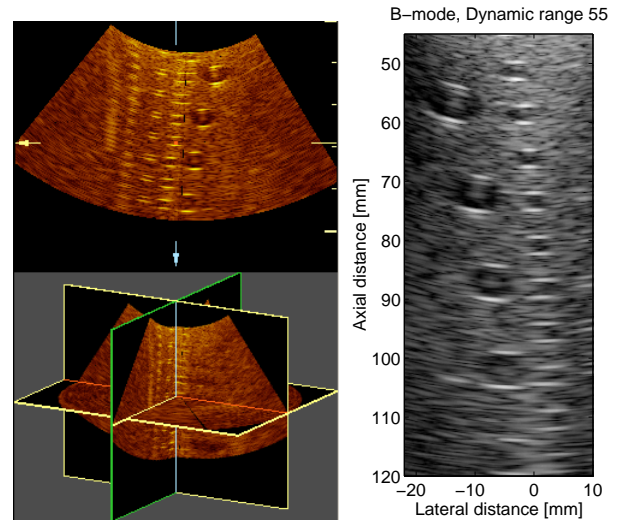 B−mode, Dynamic range 55
50
60
70
80
90
100
110
120
Axial distance [mm]
−20 −10 0 10
Lateral distance [mm]